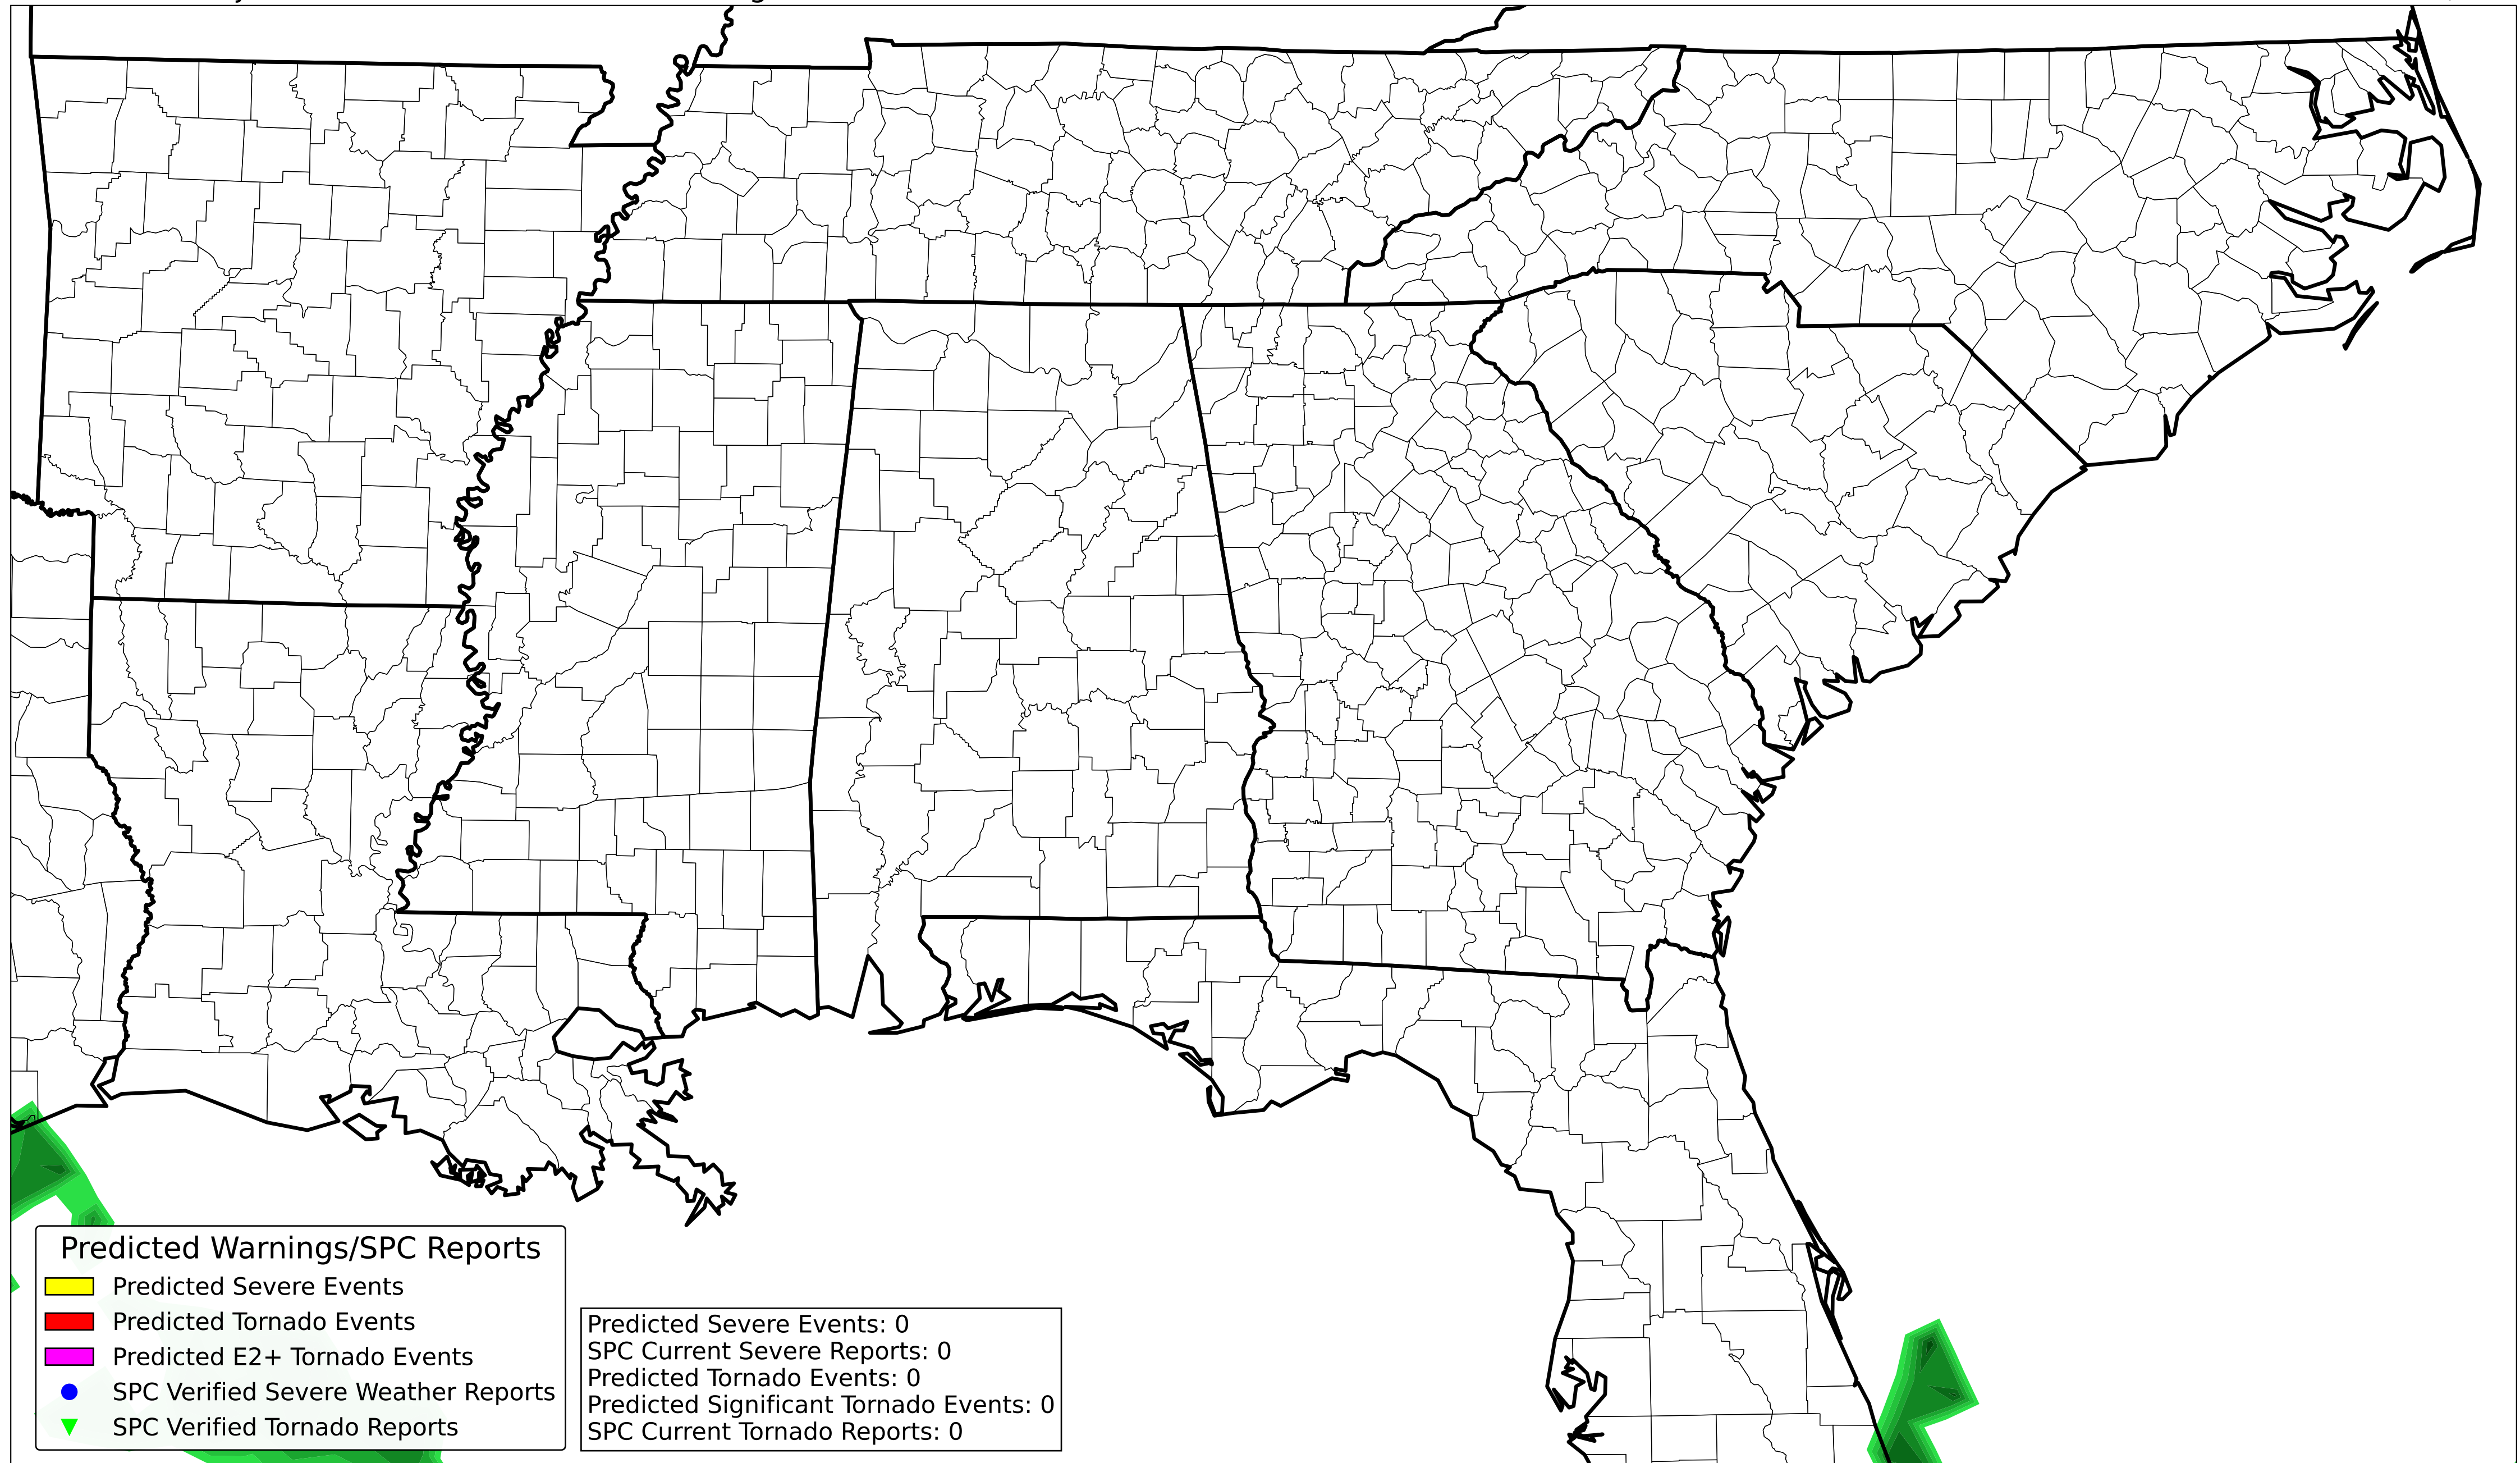 Predicted Warnings/SPC Reports
Predicted Severe Events
Predicted Tornado Events
Predicted E2+ Tornado Events
SPC Verified Severe Weather Reports
SPC Verified Tornado Reports
Predicted Severe Events: 0
SPC Current Severe Reports: 0
Predicted Tornado Events: 0
Predicted Significant Tornado Events: 0
SPC Current Tornado Reports: 0